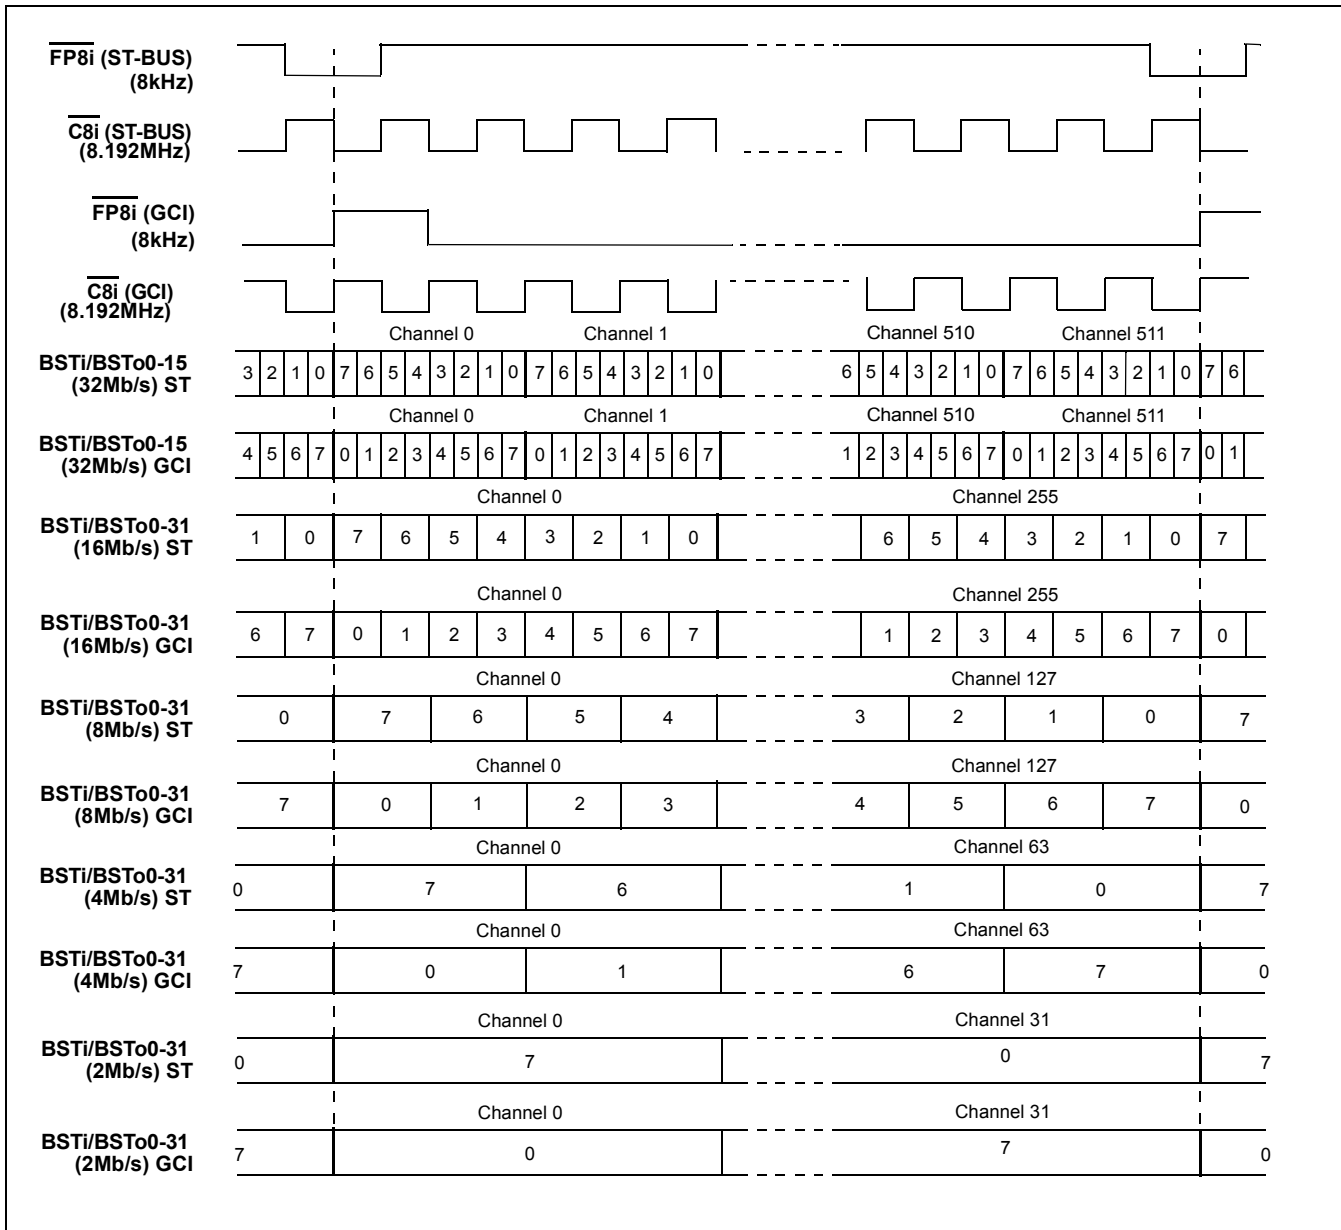 FP8i (ST-BUS)
(8kHz)
C8i (ST-BUS)
(8.192MHz)
FP8i (GCI)
(8kHz)
C8i (GCI)
(8.192MHz)
Channel 0 Channel 1 Channel 510 Channel 511
BSTi/BSTo0-15
(32Mb/s) ST
3 2 1 0 7 6 5 4 3 2 1 0 7 6 5 4 3 2 1 0 6 5 4 3 2 1 0 7 6 5 4 3 2 1 0 7 6
Channel 0 Channel 1 Channel 510 Channel 511
BSTi/BSTo0-15
(32Mb/s) GCI
4 5 6 7 0 1 2 3 4 5 6 7 0 1 2 3 4 5 6 7 1 2 3 4 5 6 7 0 1 2 3 4 5 6 7 0 1
Channel 0 Channel 255
BSTi/BSTo0-31
(16Mb/s) ST
1 0 7 6 5 4 3 2 1 0 6 5 4 3 2 1 0 7
Channel 0 Channel 255
BSTi/BSTo0-31
(16Mb/s) GCI
6 7 0 1 2 3 4 5 6 7 1 2 3 4 5 6 7 0
Channel 0 Channel 127
BSTi/BSTo0-31
(8Mb/s) ST
0 7 6 5 4 3 2 1 0 7
Channel 0 Channel 127
BSTi/BSTo0-31
(8Mb/s) GCI
7 0 1 2 3 4 5 6 7 0
Channel 0 Channel 63
BSTi/BSTo0-31
(4Mb/s) ST
0 7 6 1 0 7
Channel 0 Channel 63
BSTi/BSTo0-31
(4Mb/s) GCI
7 0 1 6 7 0
Channel 0 Channel 31
BSTi/BSTo0-31
(2Mb/s) ST
0 7 0 7
Channel 0 Channel 31
BSTi/BSTo0-31
(2Mb/s) GCI
7 0 7 0